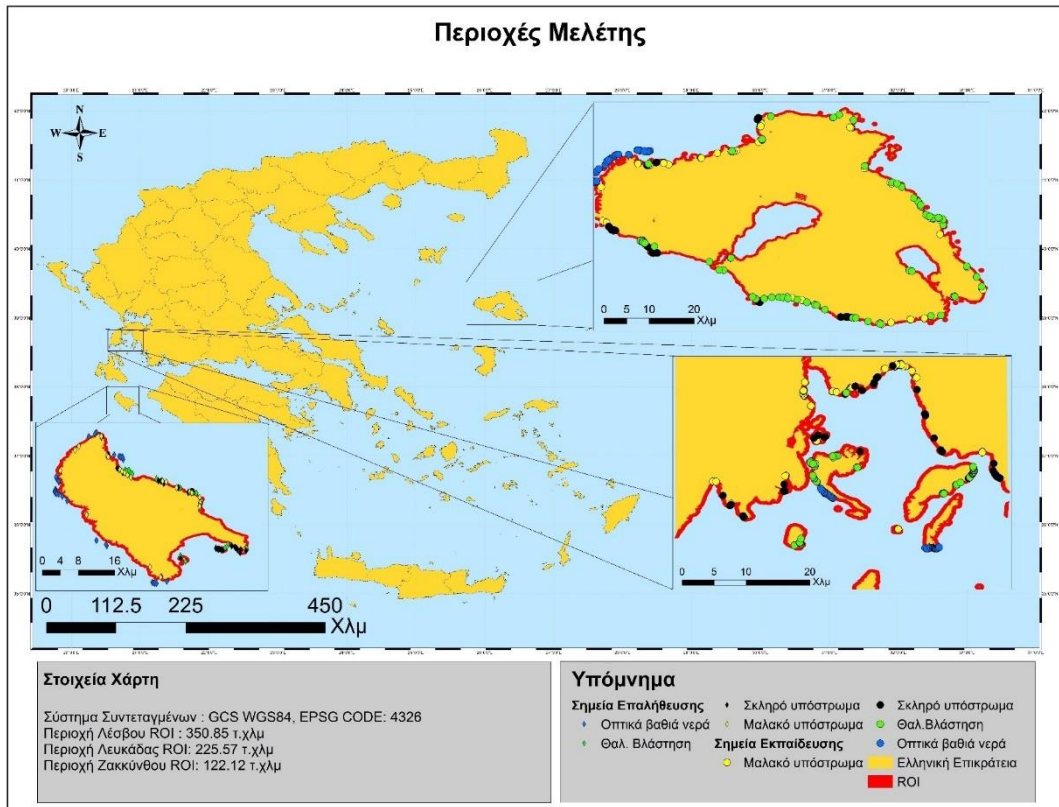 Περιοχές Μελέτης
N
W E
S
0 5 10 20
Χλμ
0 5 10 20
Χλμ
0 4 8 16
Χλμ
0 112.5 225 450
Χλμ
Στοιχεία Χάρτη
Σύστημα Συντεταγμένων : GCS WGS84, EPSG CODE: 4326
Περιοχή Λέσβου ROI : 350.85 τ.χλμ
Περιοχή Λευκάδας ROI: 225.57 τ.χλμ
Περιοχή Ζακκύνθου ROI: 122.12 τ.χλμ
Υπόμνημα
Σημεία Επαλήθευσης
Οπτικά βαθιά νερά
Θαλ. Βλάστηση
Σκληρό υπόστρωμα
Μαλακό υπόστρωμα
Σημεία Εκπαίδευσης
Μαλακό υπόστρωμα
Σκληρό υπόστρωμα
Θαλ.Βλάστηση
Οπτικά βαθιά νερά
Ελληνική Επικράτεια
ROI